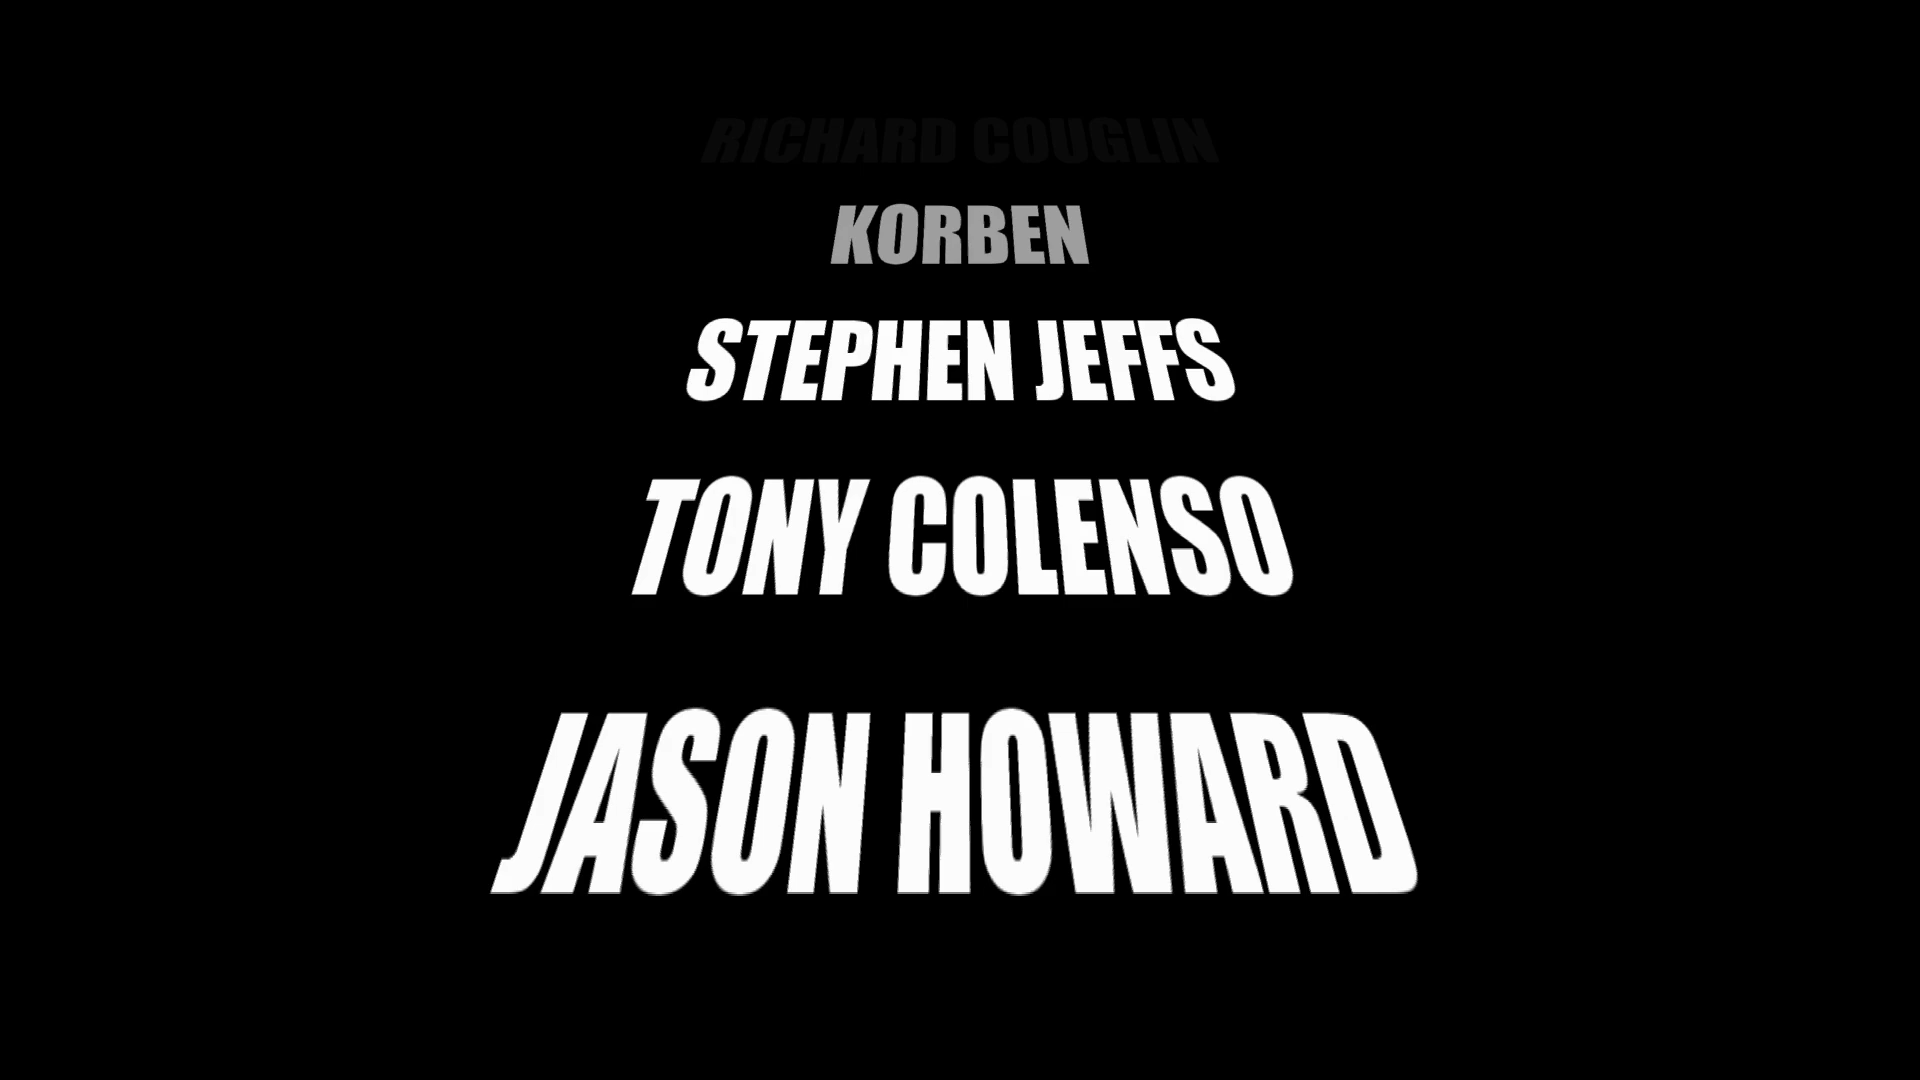 RICHARD COUGLIN
KORBEN
STEPHEN JEFFS
TONY COLENSO
JASON HOWARD